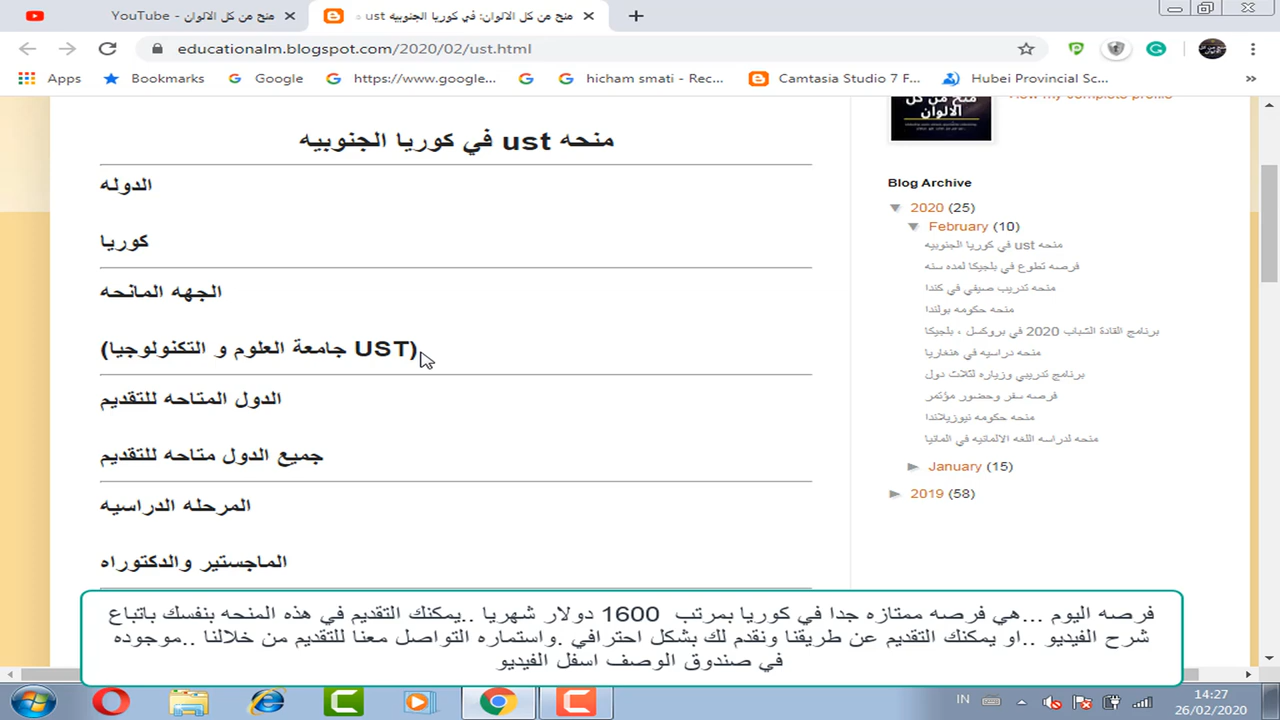 منح من كل الالوان - YouTube
منح من كل الالوان: في كوريا الجنوبيه ust
educationalm.blogspot.com/2020/02/ust.html
Apps
Bookmarks
Google
https://www.google...
hicham smati - Rec...
Camtasia Studio 7 F...
Hubei Provincial Sc...
»
منحه ust في كوريا الجنوبيه
الدوله
كوريا
الجهه المانحه
(UST جامعة العلوم و التكنولوجيا)
الدول المتاحه للتقديم
جميع الدول متاحه للتقديم
المرحله الدراسيه
الماجستير والدكتوراه
منح من كل
الالوان
View my complete profile
Blog Archive
▼ 2020 (25)
▼ February (10)
منحه ust في كوريا الجنوبيه
فرصه تطوع في بلجيكا لمده سنه
منحه تدريب صيفي في كندا
منحه حكومه بولندا
برنامج القادة الشباب 2020 في بروكسل ، بلجيكا
منحه دراسيه في هنغاريا
برنامج تدريبي وزياره لثلاث دول
فرصه سفر وحضور مؤتمر
منحه حكومه نيوزيلاندا
منحه لدراسه اللغه الالمانيه في المانيا
► January (15)
► 2019 (58)
فرصه اليوم ...هي فرصه ممتازه جدا في كوريا بمرتب 1600 دولار شهريا ..يمكنك التقديم في هذه المنحه بنفسك باتباع
شرح الفيديو ..او يمكنك التقديم عن طريقنا ونقدم لك بشكل احترافي .واستماره التواصل معنا للتقديم من خلالنا ..موجوده
في صندوق الوصف اسفل الفيديو
IN
14:27
26/02/2020